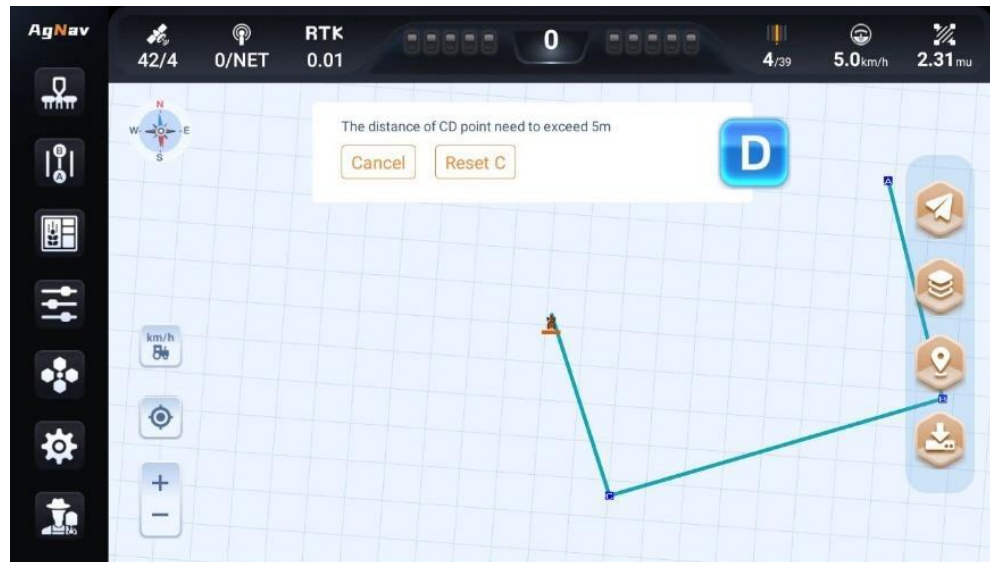 AgNav
42/4
0/NET
RTK
0.01
0
4/39
5.0km/h
2.31mu
N
W
E
S
The distance of CD point need to exceed 5m
Cancel
Reset C
D
B
A
A
km/h
B
C
+
−